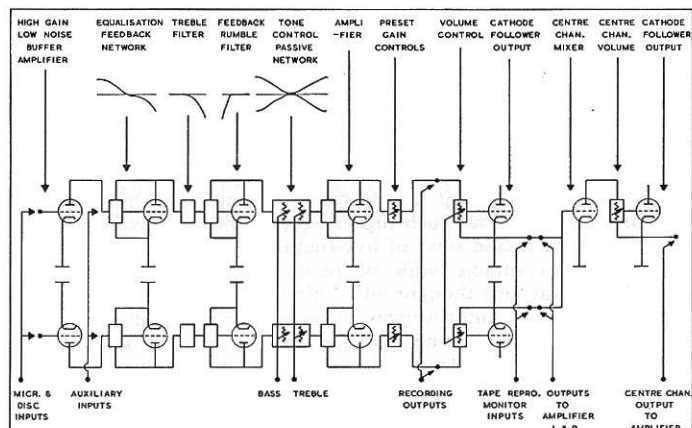 HIGH GAIN
LOW NOISE
BUFFER
AMPLIFIER
EQUALISATION
FEEDBACK
NETWORK
TREBLE
FILTER
FEEDBACK
RUMBLE
FILTER
TONE
CONTROL
PASSIVE
NETWORK
AMPLI
-FIER
PRESET
GAIN
CONTROLS
VOLUME
CONTROL
CATHODE
FOLLOWER
OUTPUT
CENTRE
CHAN.
MIXER
CENTRE
CHAN.
VOLUME
CATHODE
FOLLOWER
OUTPUT
MICR. &
DISC
INPUTS
AUXILIARY
INPUTS
BASS
TREBLE
RECORDING
OUTPUTS
TAPE REPRO.
MONITOR
INPUTS
OUTPUTS
TO
AMPLIFIER
CENTRE CHAN.
OUTPUT
TO
AMPLIFIER